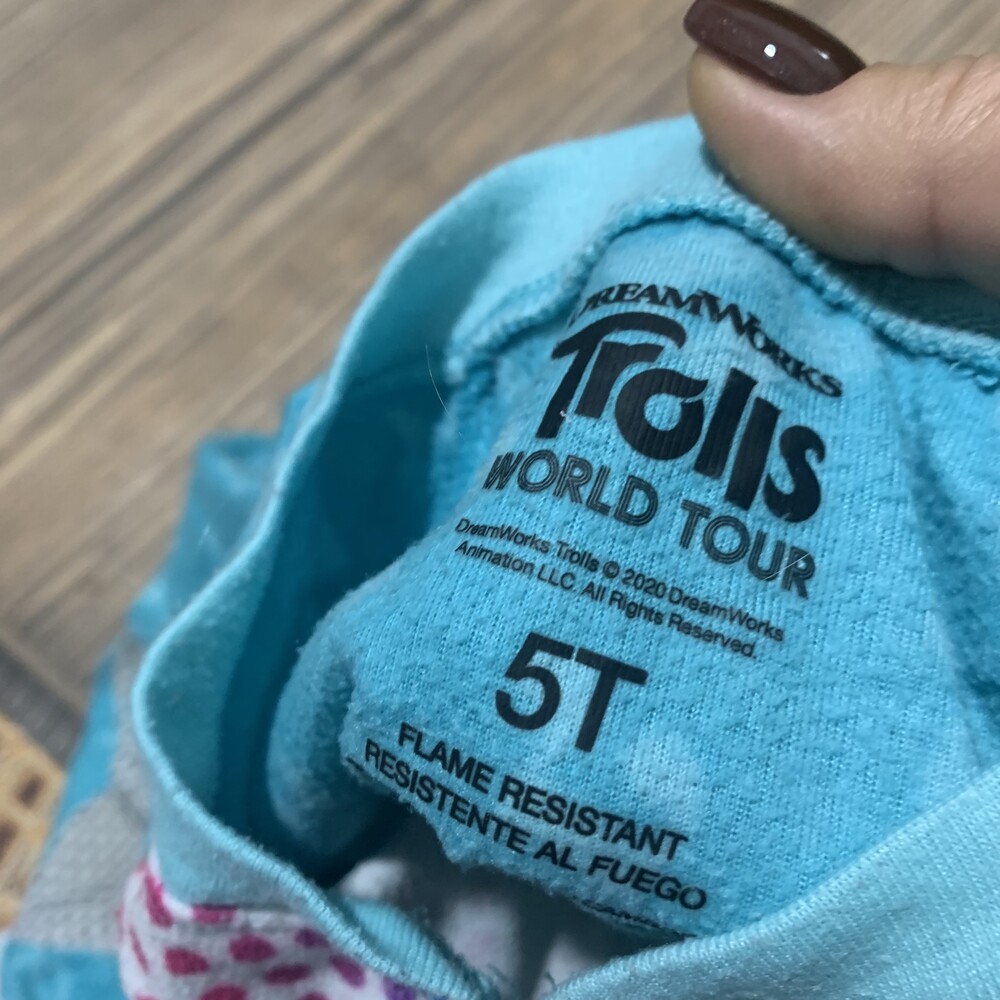 DREAMWORKS
Trolls
WORLD TOUR
DreamWorks Trolls © 2020 DreamWorks
Animation LLC. All Rights Reserved.
5T
FLAME RESISTANT
RESISTENTE AL FUEGO